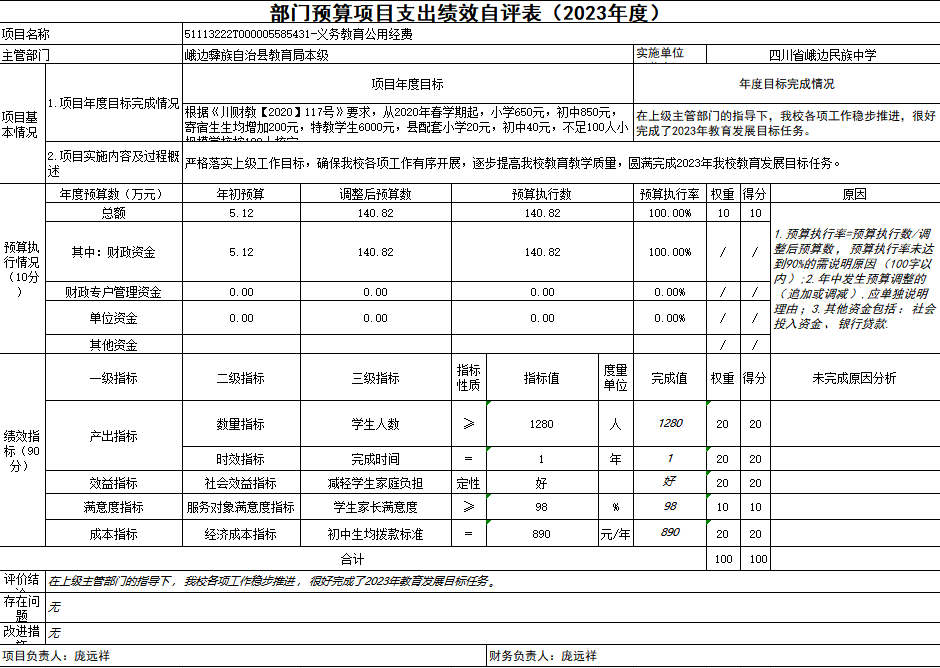 部门预算项目支出绩效自评表（2023年度）
项目名称 51113222T000005585431-义务教育公用经费
主管部门 峨边彝族自治县教育局本级 实施单位 四川省峨边民族中学
项目基本情况 1.项目年度目标完成情况 项目年度目标 年度目标完成情况
根据《川财教【2020】117号》要求，从2020年春学期起，小学650元，初中850元，
寄宿生生均增加200元，特教学生6000元，县配套小学20元，初中40元，不足100人小
在上级主管部门的指导下，我校各项工作稳步推进，很好
完成了2023年教育发展目标任务。
2.项目实施内容及过程概述 严格落实上级工作目标，确保我校各项工作有序开展，逐步提高我校教育教学质量，圆满完成2023年我校教育发展目标任务。
预算执行情况（10分） 年度预算数（万元） 年初预算 调整后预算数 预算执行数 预算执行率 权重 得分 原因
总额 5.12 140.82 140.82 100.00% 10 10
其中：财政资金 5.12 140.82 140.82 100.00% / /
财政专户管理资金 0.00 0.00 0.00 0.00% / /
单位资金 0.00 0.00 0.00 0.00% / /
其他资金 / /
1.预算执行率=预算执行数/调
整后预算数，预算执行率未达
到90%的需说明原因（100字以
内）;2.年中发生预算调整的
（追加或调减）,应单独说明
理由；3.其他资金包括：社会
投入资金、银行贷款.
绩效指标（90分） 一级指标 二级指标 三级指标 指标性质 指标值 度量单位 完成值 权重 得分 未完成原因分析
产出指标 数量指标 学生人数 ≥ 1280 人 1280 20 20
时效指标 完成时间 = 1 年 1 20 20
效益指标 社会效益指标 减轻学生家庭负担 定性 好 好 20 20
满意度指标 服务对象满意度指标 学生家长满意度 ≥ 98 % 98 10 10
成本指标 经济成本指标 初中生均拨款标准 = 890 元/年 890 20 20
合计 100 100
评价结 在上级主管部门的指导下，我校各项工作稳步推进，很好完成了2023年教育发展目标任务。
存在问题 无
改进措 无
项目负责人：庞远祥 财务负责人：庞远祥